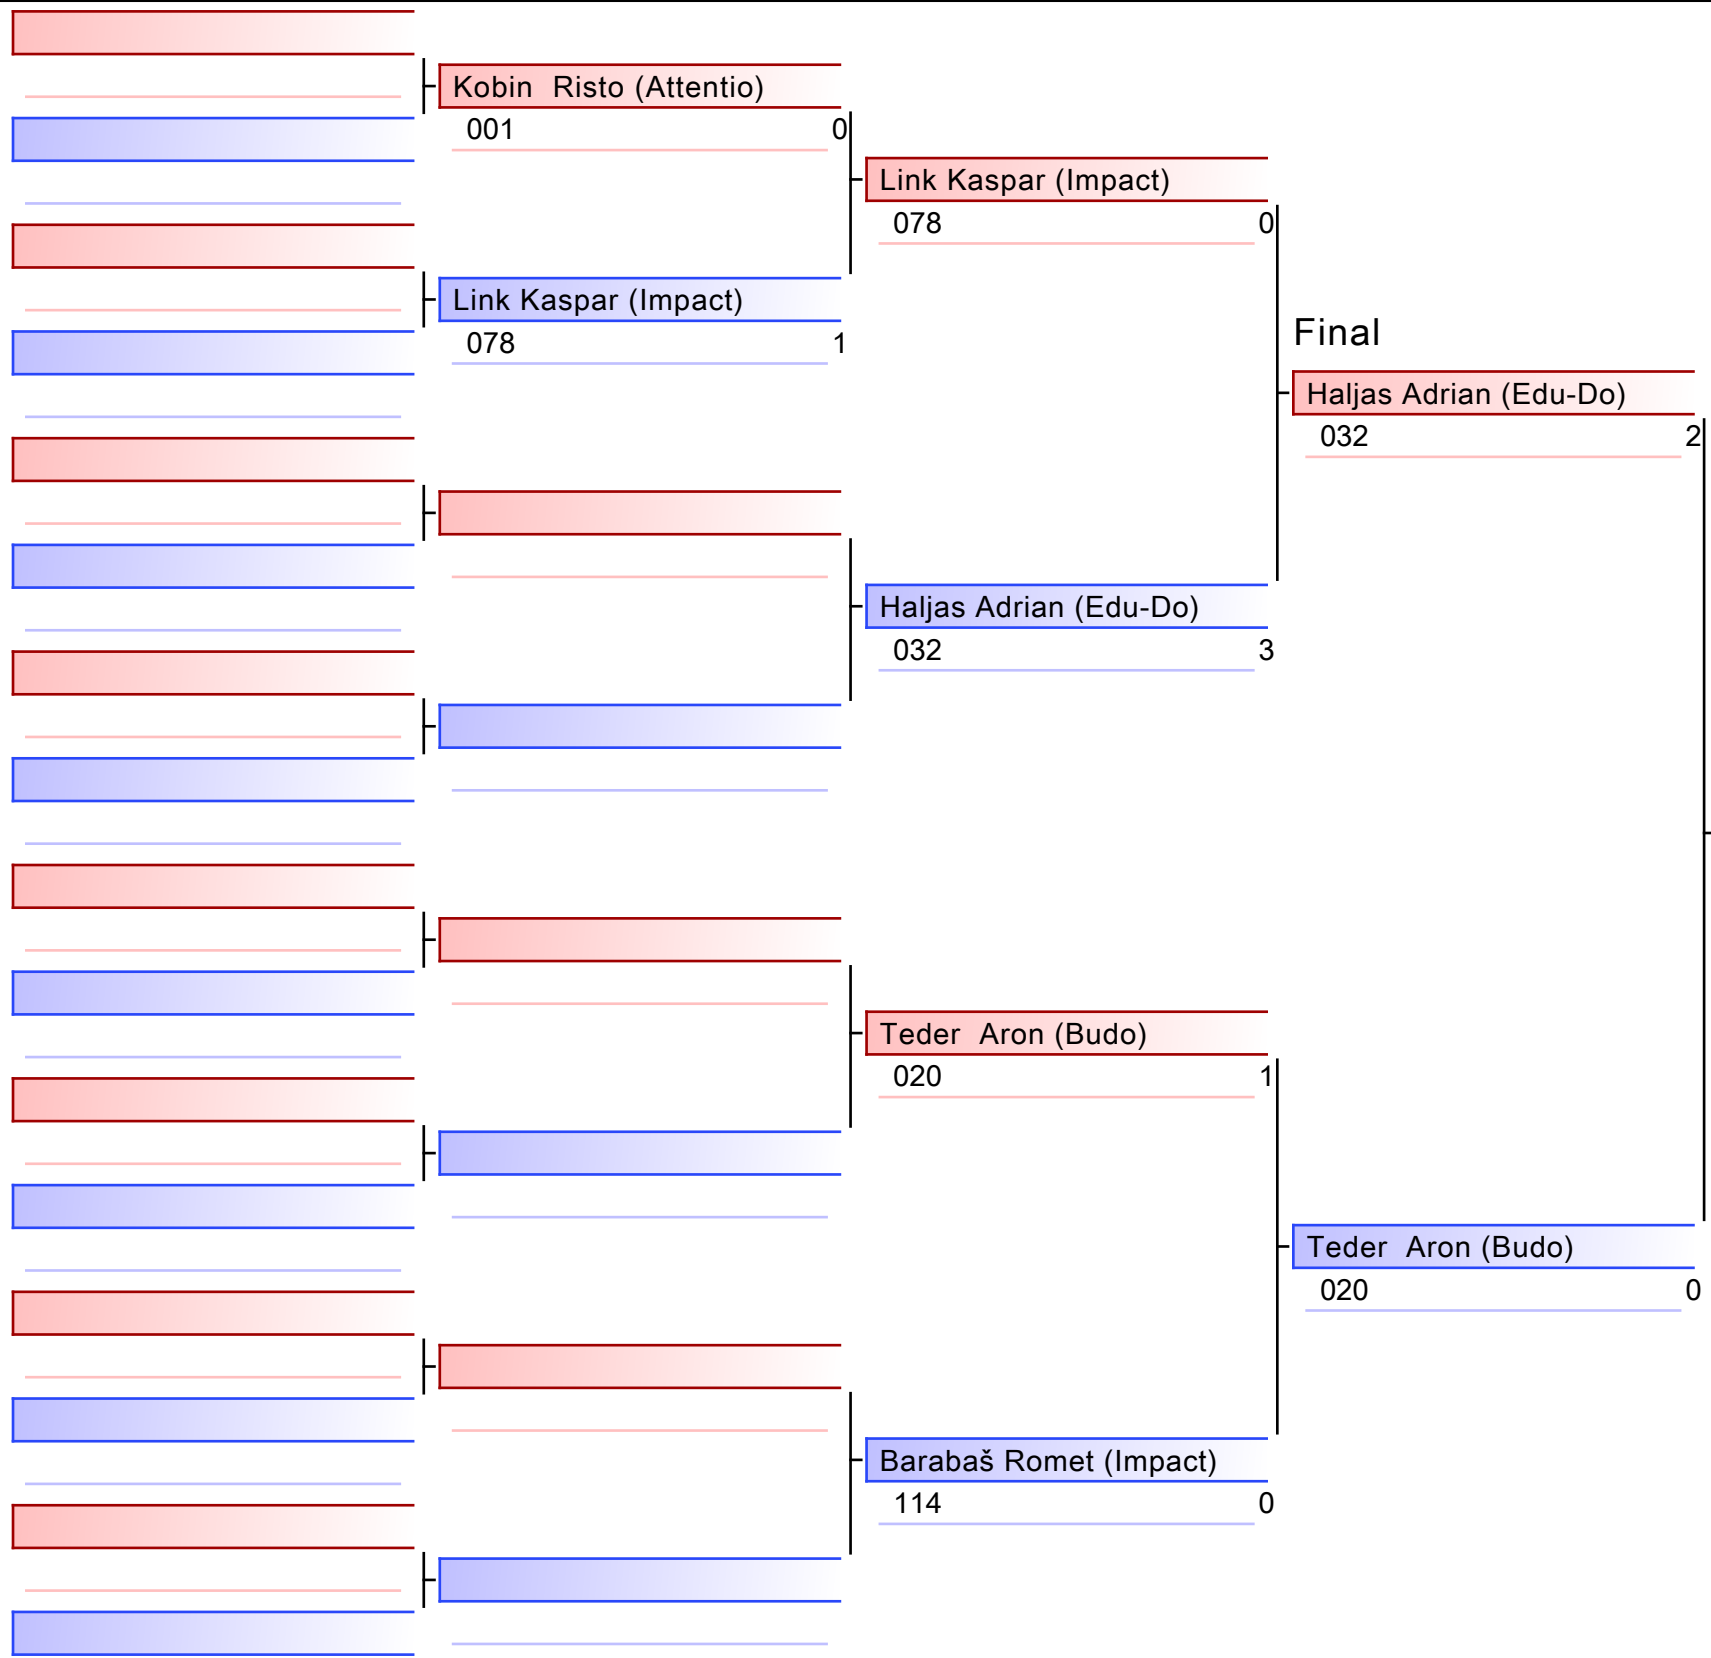 Kobin  Risto (Attentio)
001 0
Link Kaspar (Impact)
078 1
Link Kaspar (Impact)
078 0
Haljas Adrian (Edu-Do)
032 3
Teder  Aron (Budo)
020 1
Barabaš Romet (Impact)
114 0
Final
Haljas Adrian (Edu-Do)
032 2
Teder  Aron (Budo)
020 0